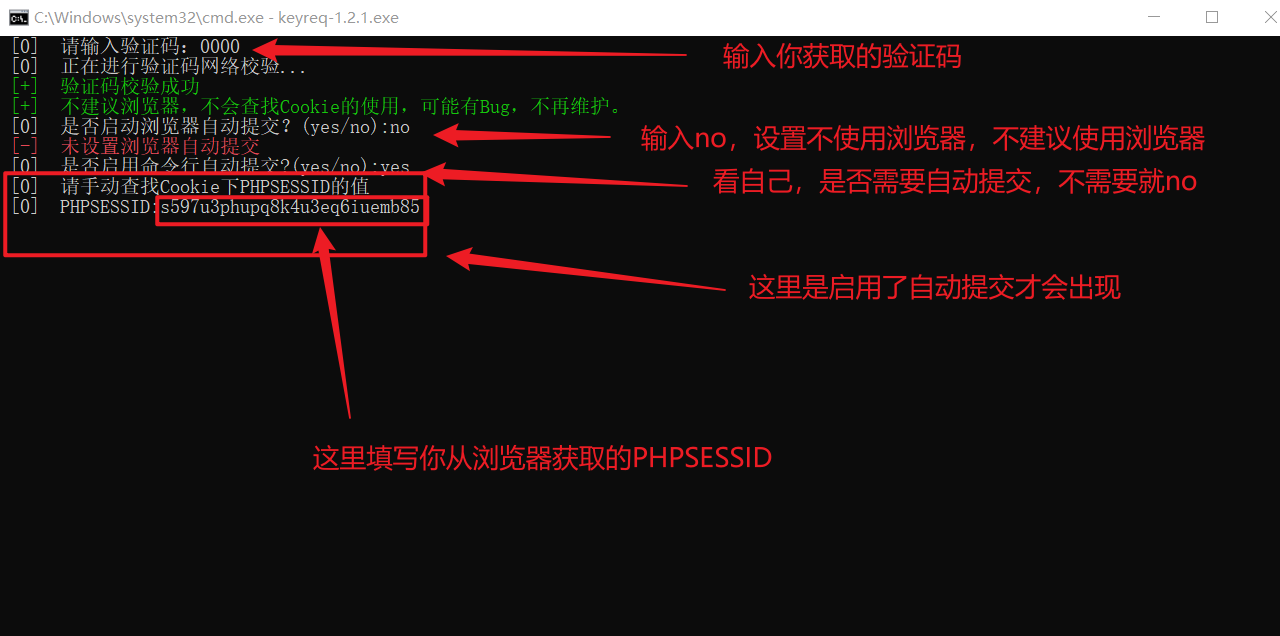 C:\Windows\system32\cmd.exe - keyreq-1.2.1.exe
[0] 请输入验证码：0000
输入你获取的验证码
[0] 正在进行验证码网络校验...
[+] 验证码校验成功
[+] 不建议浏览器，不会查找Cookie的使用，可能有Bug，不再维护。
[0] 是否启动浏览器自动提交？(yes/no):no
输入no，设置不使用浏览器，不建议使用浏览器
[-] 未设置浏览器自动提交
[0] 是否启用命令行自动提交?(yes/no):yes
看自己，是否需要自动提交，不需要就no
[0] 请手动查找Cookie下PHPSESSID的值
[0] PHPSESSID:s597u3phupq8k4u3eq6iuemb85
这里是启用了自动提交才会出现
这里填写你从浏览器获取的PHPSESSID